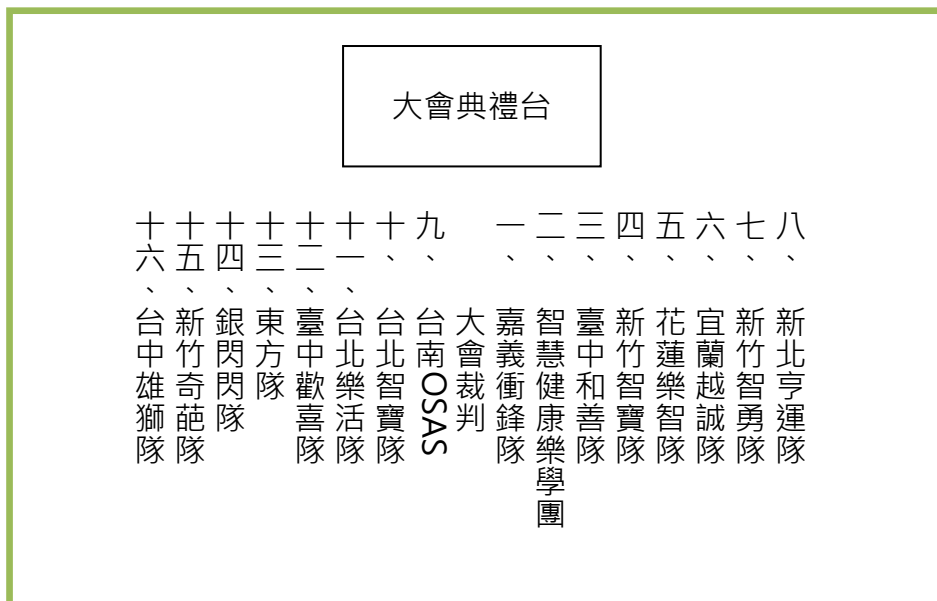 大會典禮台
八、新北亨運隊
七、新竹智勇隊
六、宜蘭越誠隊
五、花蓮樂智隊
四、新竹智寶隊
三、臺中和善隊
二、智慧健康樂學團
一、嘉義衝鋒隊
大會裁判
九、台南OSAS
十、台北智寶隊
十一、台北樂活隊
十二、臺中歡喜隊
十三、東方隊
十四、銀閃閃隊
十五、新竹奇葩隊
十六、台中雄獅隊